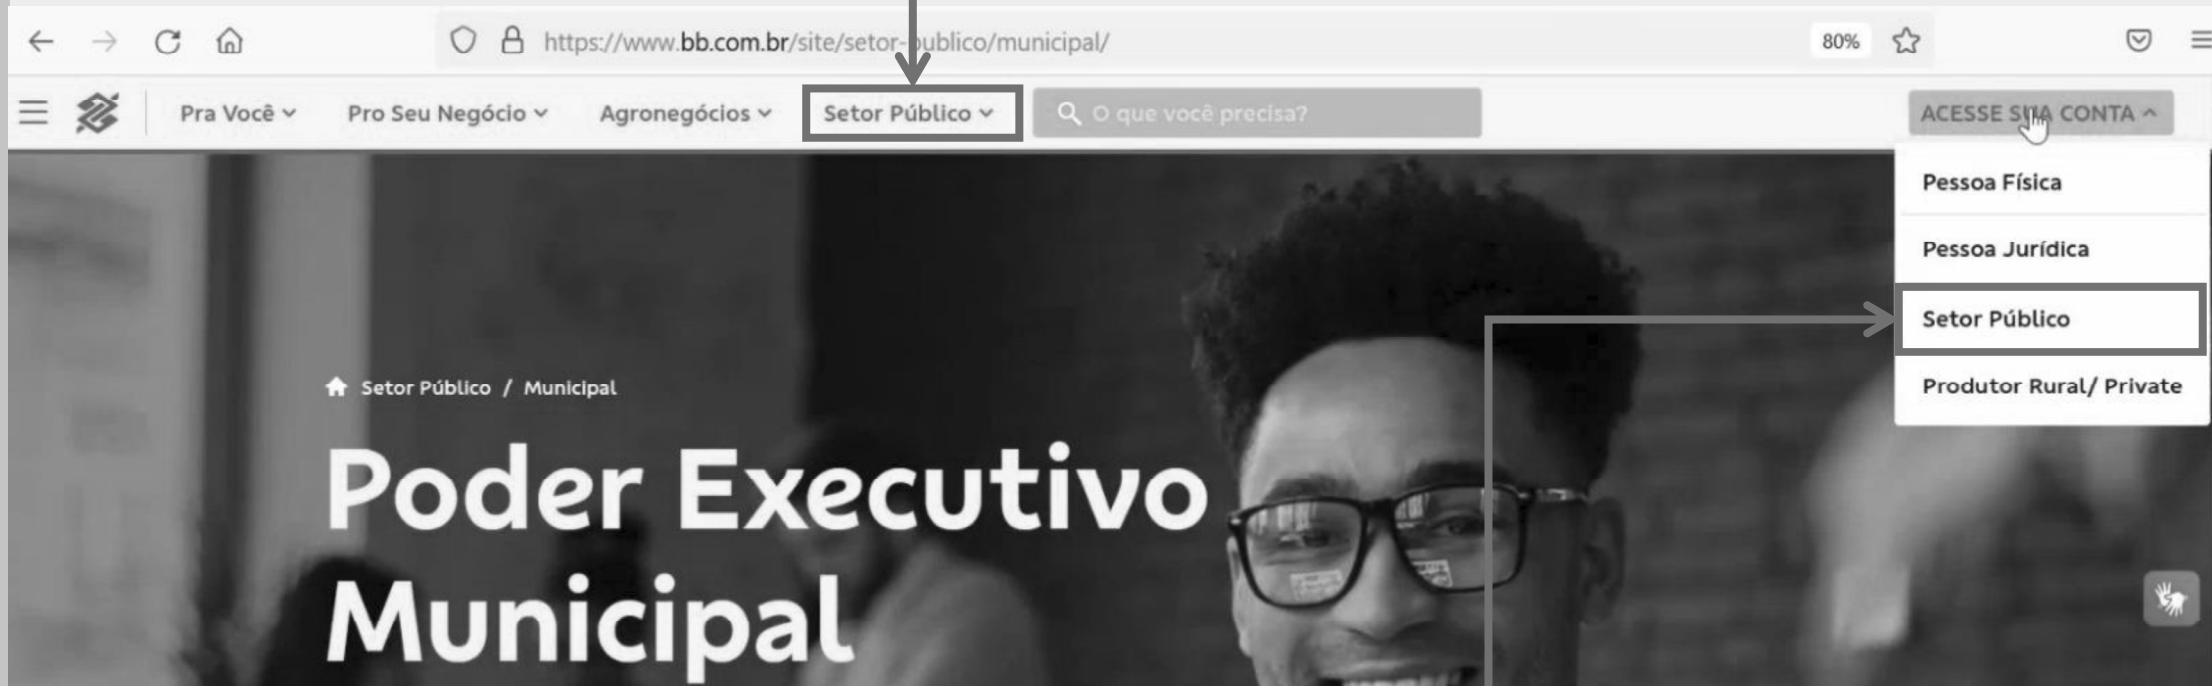 https://www.bb.com.br/site/setor-publico/municipal/
80%
Pra Você
Pro Seu Negócio
Agronegócios
Setor Público
O que você precisa?
ACESSE SUA CONTA
Pessoa Física
Pessoa Jurídica
Setor Público
Produtor Rural/ Private
Setor Público / Municipal
Poder Executivo
Municipal